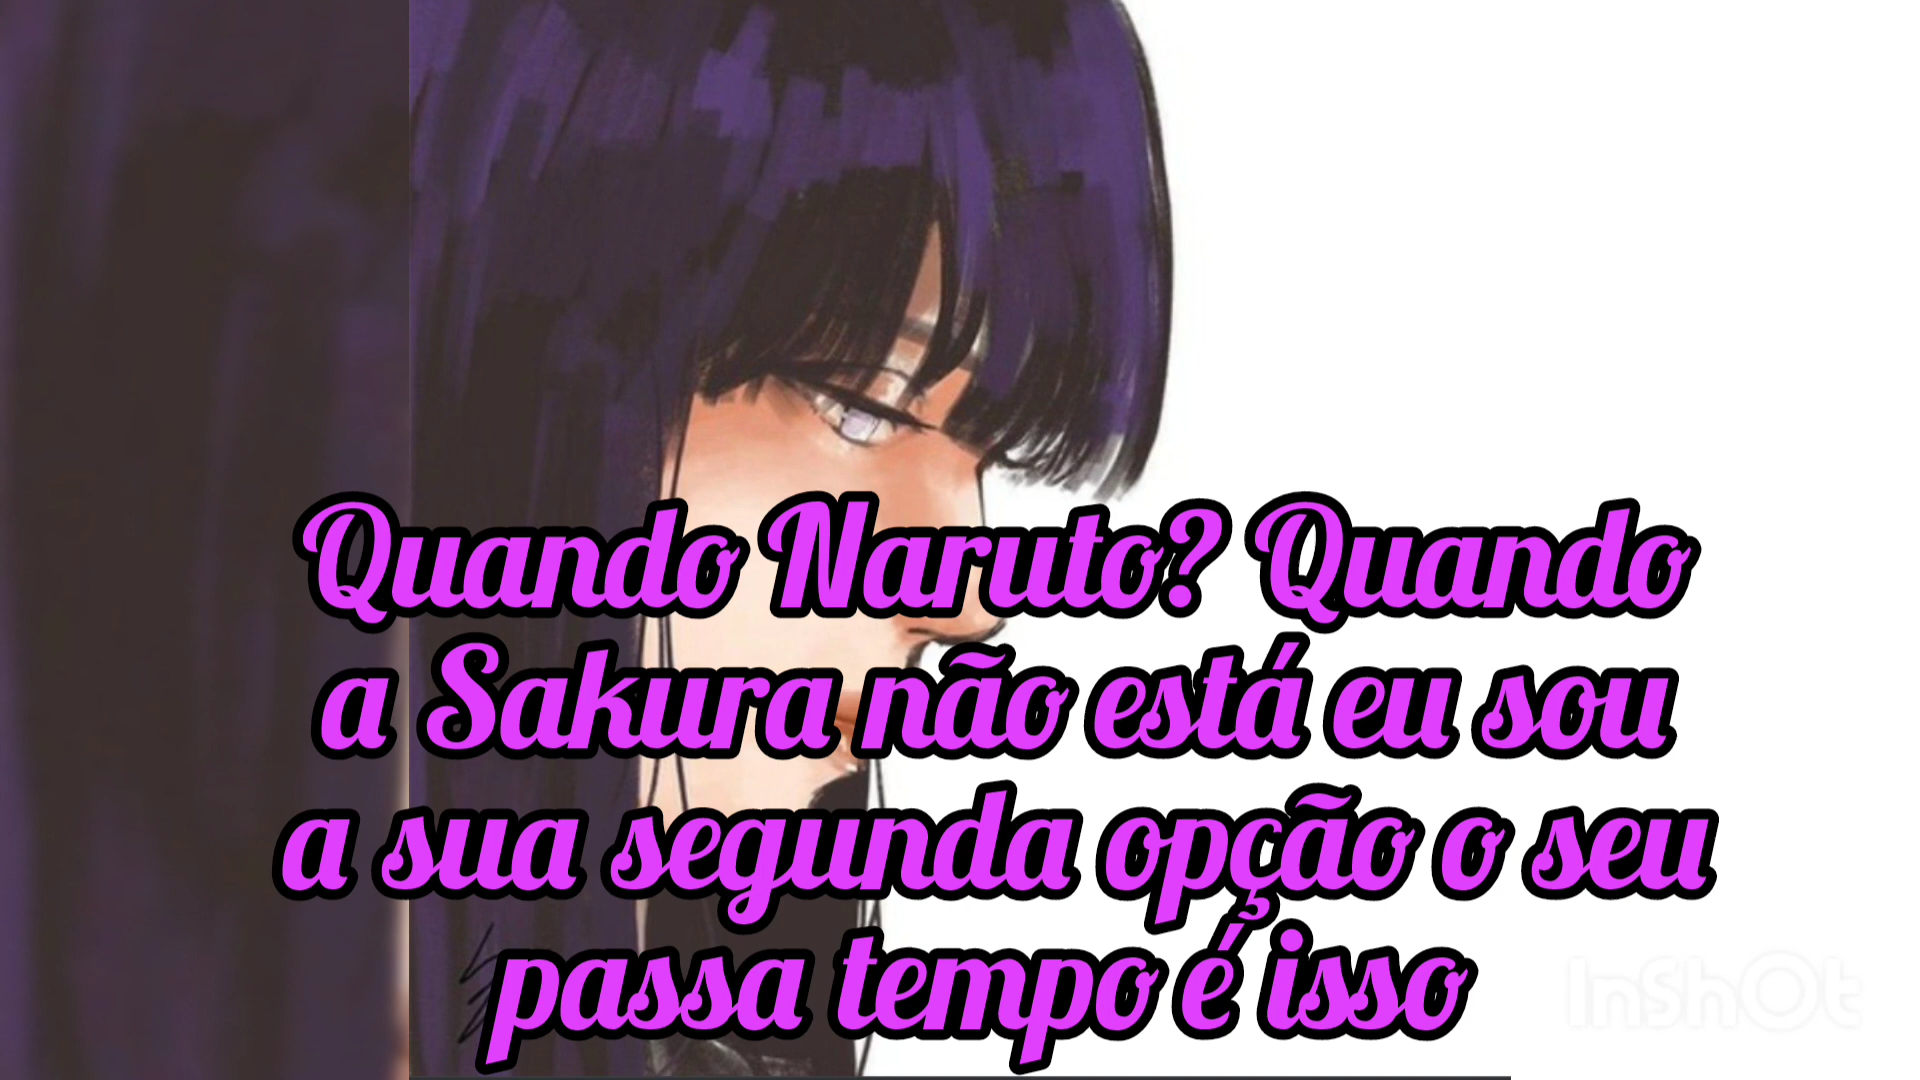 Quando Naruto? Quando
a Sakura não está eu sou
a sua segunda opção o seu
passa tempo é isso
InShOt